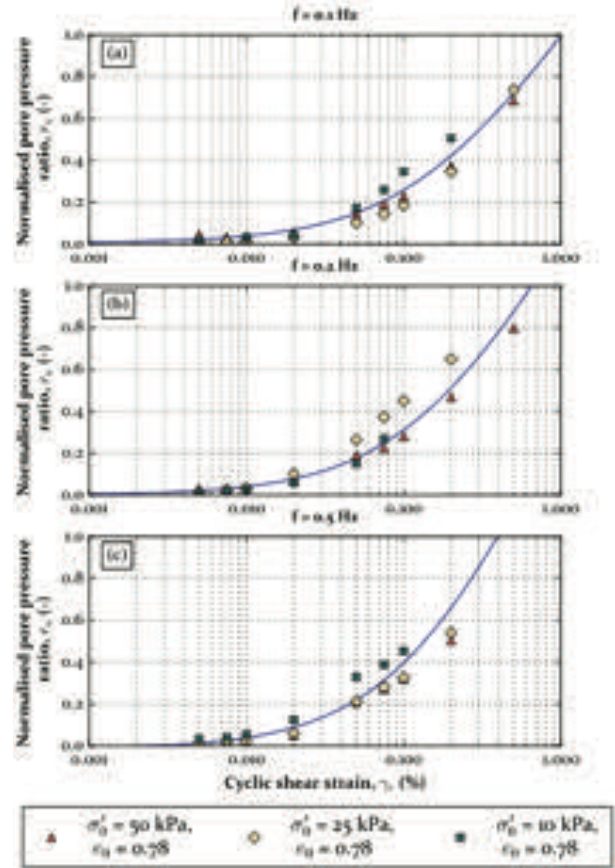 f = 0.1 Hz
(a)
Normalised pore pressure
ratio, rᵤ (-)
1.0
0.8
0.6
0.4
0.2
0.0
0.001
0.010
0.100
1.000
f = 0.2 Hz
(b)
Normalised pore pressure
ratio, rᵤ (-)
1.0
0.8
0.6
0.4
0.2
0.0
0.001
0.010
0.100
1.000
f = 0.5 Hz
(c)
Normalised pore pressure
ratio, rᵤ (-)
1.0
0.8
0.6
0.4
0.2
0.0
0.001
0.010
0.100
1.000
Cyclic shear strain, (%)
σ'₀ = 50 kPa,
e₀ = 0.78
σ'₀ = 25 kPa,
e₀ = 0.78
σ'₀ = 10 kPa,
e₀ = 0.78